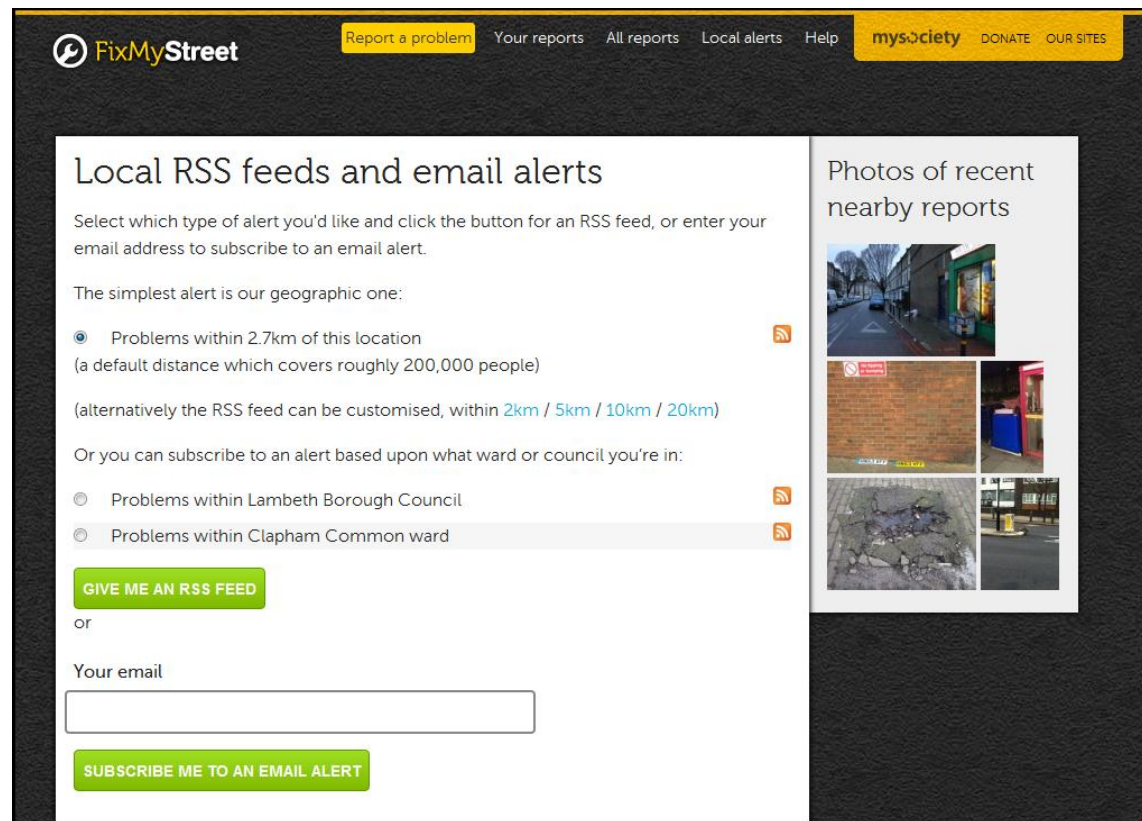 FixMyStreet
Report a problem
Your reports
All reports
Local alerts
Help
mysociety
DONATE
OUR SITES
Local RSS feeds and email alerts
Select which type of alert you'd like and click the button for an RSS feed, or enter your
email address to subscribe to an email alert.
The simplest alert is our geographic one:
Problems within 2.7km of this location
(a default distance which covers roughly 200,000 people)
(alternatively the RSS feed can be customised, within 2km / 5km / 10km / 20km)
Or you can subscribe to an alert based upon what ward or council you're in:
Problems within Lambeth Borough Council
Problems within Clapham Common ward
GIVE ME AN RSS FEED
or
Your email
SUBSCRIBE ME TO AN EMAIL ALERT
Photos of recent
nearby reports